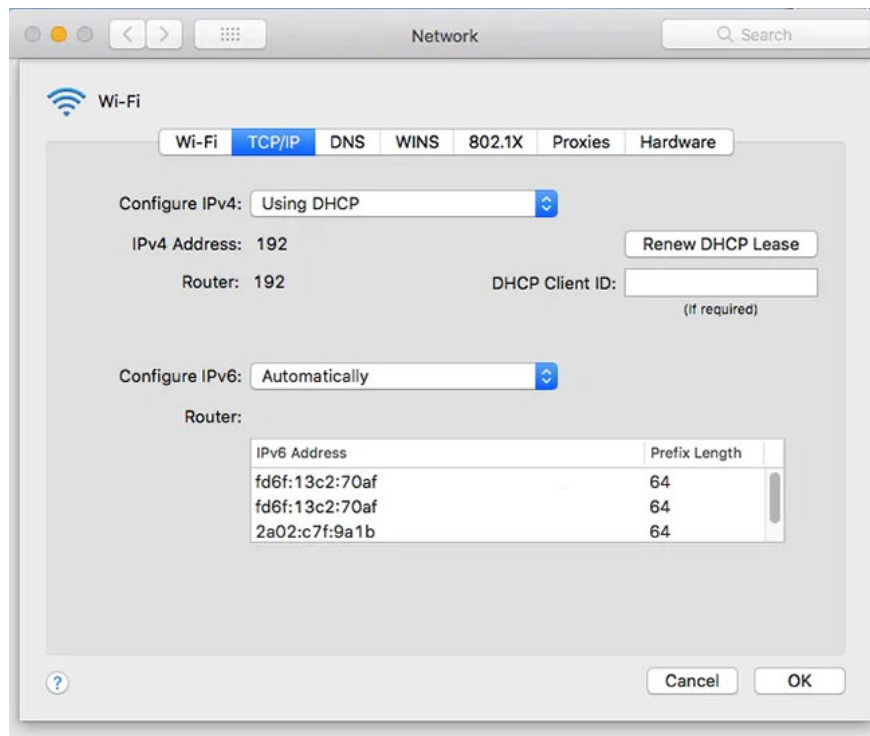 Network
Search
Wi-Fi
Wi-Fi TCP/IP DNS WINS 802.1X Proxies Hardware
Configure IPv4: Using DHCP
IPv4 Address: 192 Renew DHCP Lease
Router: 192 DHCP Client ID:
(If required)
Configure IPv6: Automatically
Router:
IPv6 Address Prefix Length
fd6f:13c2:70af 64
fd6f:13c2:70af 64
2a02:c7f:9a1b 64
? Cancel OK